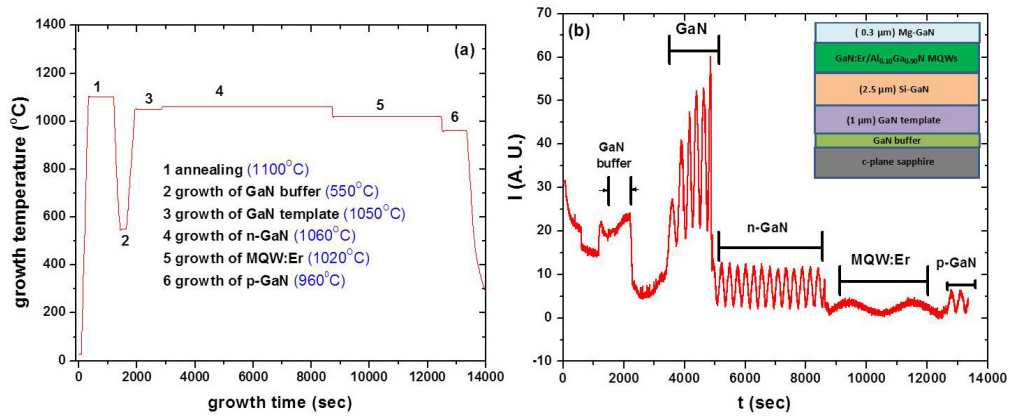 (a)
growth temperature (°C)
1400
1200
1000
800
600
400
200
0
1
2
3
4
5
6
1 annealing (1100°C)
2 growth of GaN buffer (550°C)
3 growth of GaN template (1050°C)
4 growth of n-GaN (1060°C)
5 growth of MQW:Er (1020°C)
6 growth of p-GaN (960°C)
0 2000 4000 6000 8000 10000 12000 14000
growth time (sec)
(b)
I (A. U.)
70
60
50
40
30
20
10
0
-10
GaN
GaN
buffer
n-GaN
MQW:Er
p-GaN
( 0.3 µm) Mg-GaN
GaN:Er/Al0.10Ga0.90N MQWs
(2.5 µm) Si-GaN
(1 µm) GaN template
GaN buffer
c-plane sapphire
0 2000 4000 6000 8000 10000 12000 14000
t (sec)